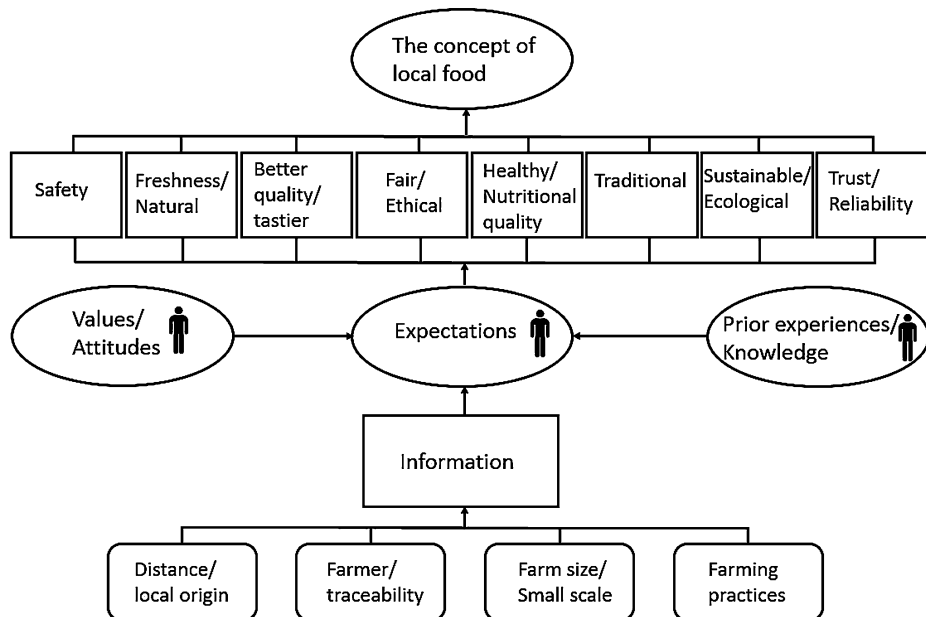 The concept of
local food
Safety
Freshness/
Natural
Better
quality/
tastier
Fair/
Ethical
Healthy/
Nutritional
quality
Traditional
Sustainable/
Ecological
Trust/
Reliability
Values/
Attitudes
Expectations
Prior experiences/
Knowledge
Information
Distance/
local origin
Farmer/
traceability
Farm size/
Small scale
Farming
practices